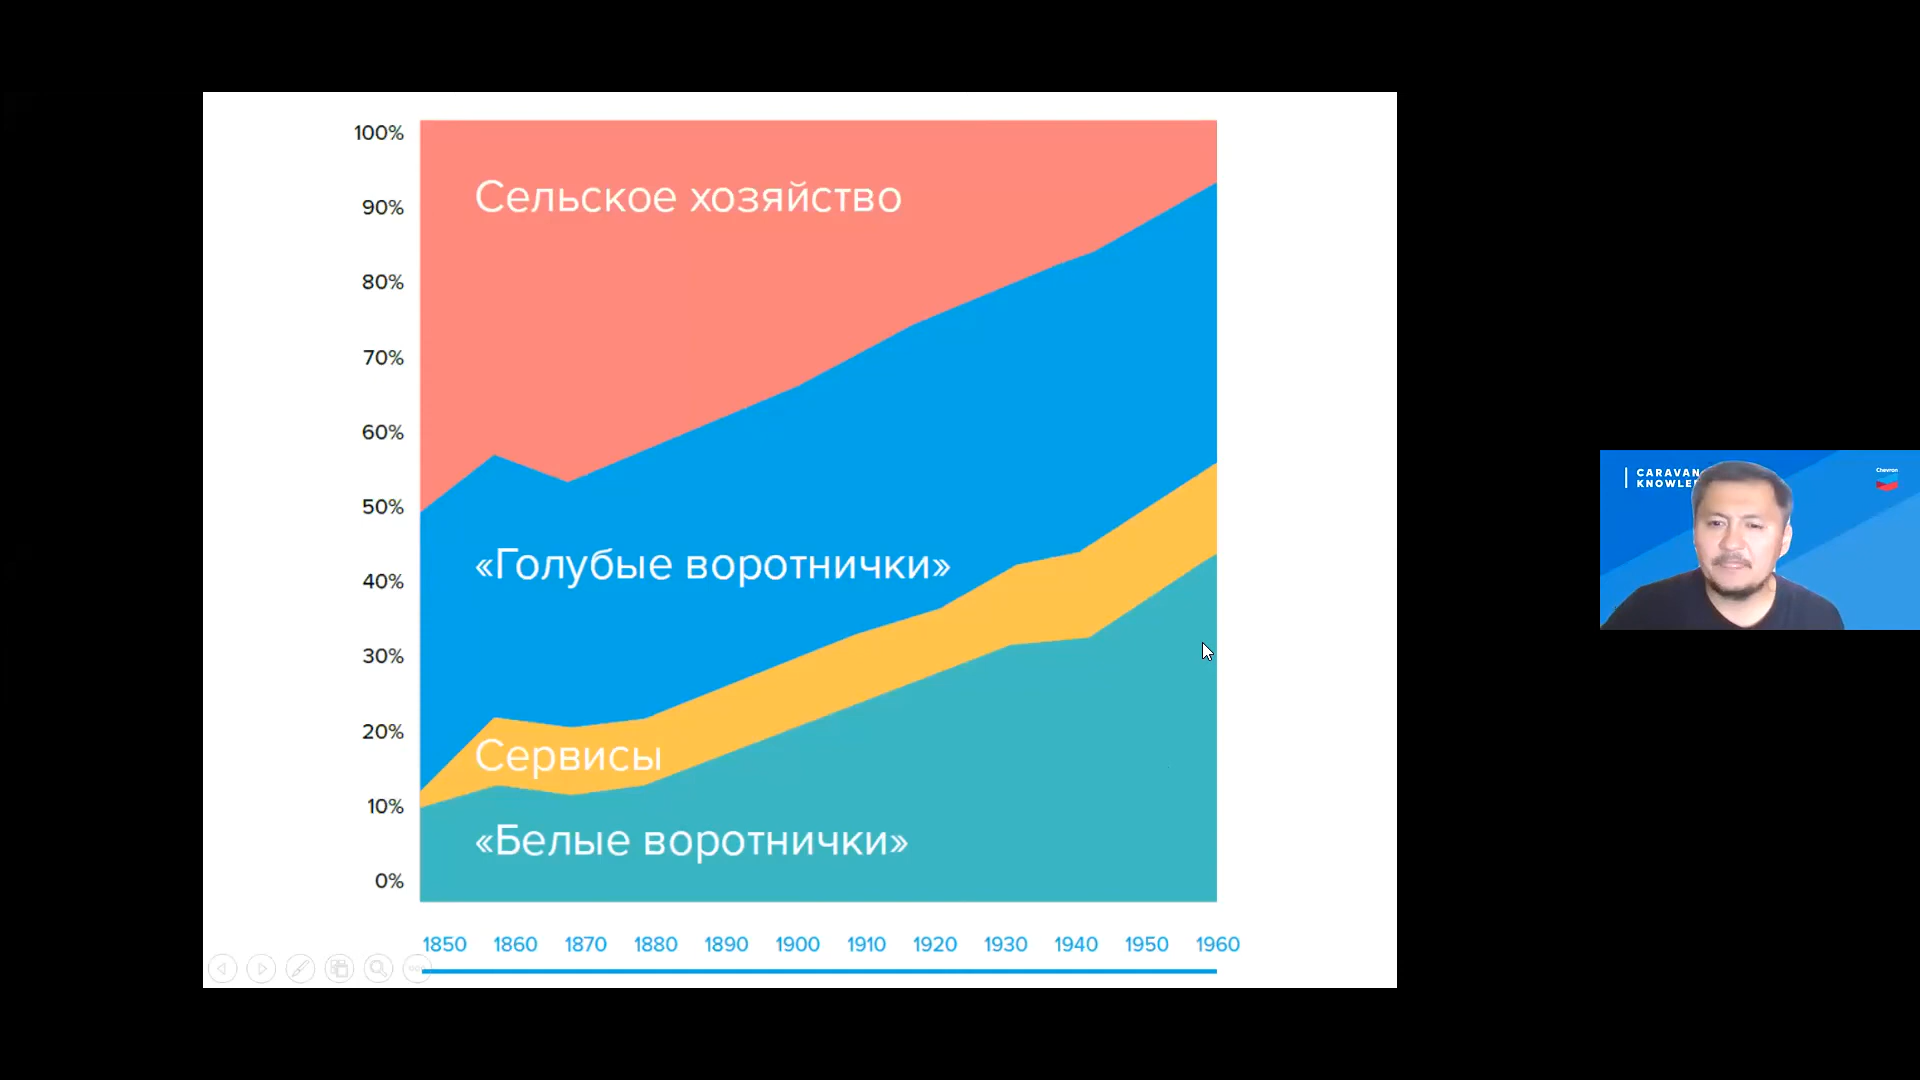 100%
90%
80%
70%
60%
50%
40%
30%
20%
10%
0%
Сельское хозяйство
«Голубые воротнички»
Сервисы
«Белые воротнички»
1850 1860 1870 1880 1890 1900 1910 1920 1930 1940 1950 1960
CARAVAN
Chevron